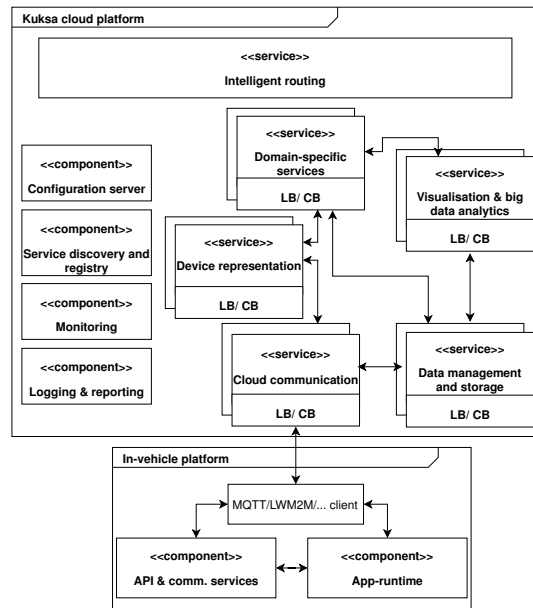 Kuksa cloud platform
<<service>>
Intelligent routing
<<service>>
Domain-specific
services
LB/ CB
<<component>>
Configuration server
<<service>>
Visualisation & big
data analytics
LB/ CB
<<component>>
Service discovery and
registry
<<service>>
Device representation
LB/ CB
<<component>>
Monitoring
<<service>>
Cloud communication
LB/ CB
<<service>>
Data management
and storage
LB/ CB
<<component>>
Logging & reporting
In-vehicle platform
MQTT/LWM2M/... client
<<component>>
API & comm. services
<<component>>
App-runtime